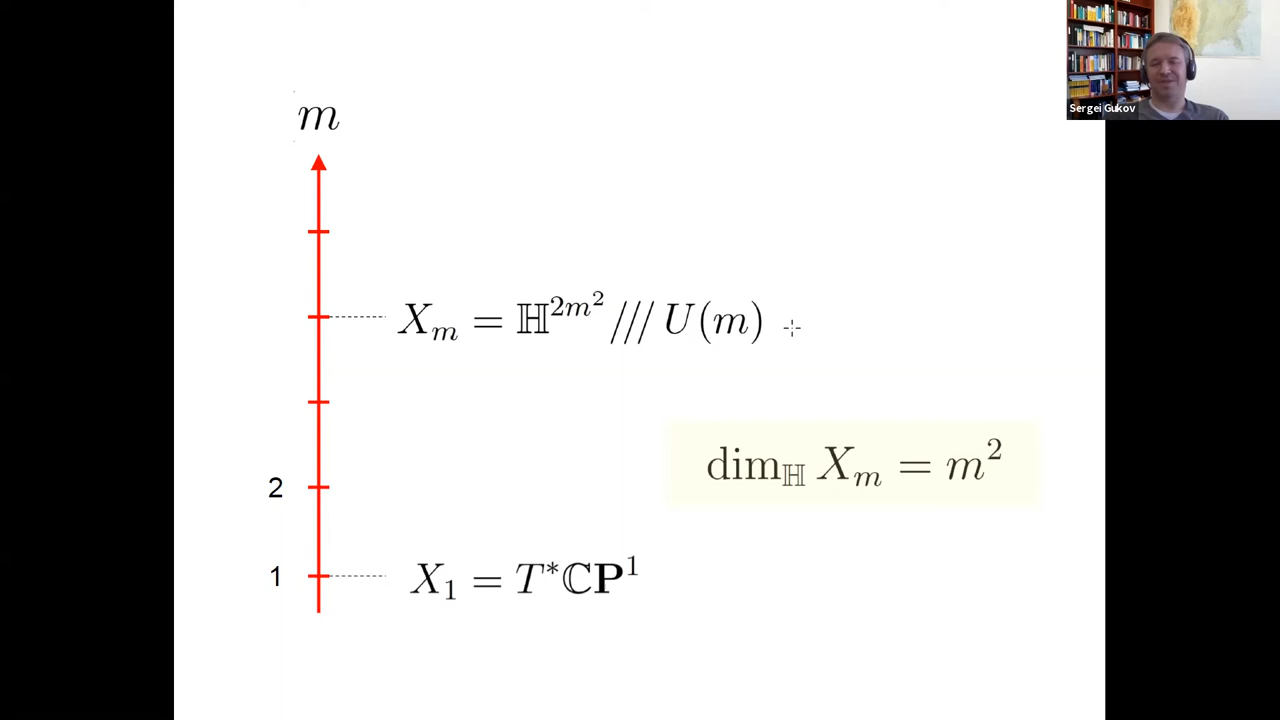 Sergei Gukov
m
X_m = ℍ^{2m^2} /// U(m)
dim_ℍ X_m = m^2
2
1
X_1 = T^*ℂP^1